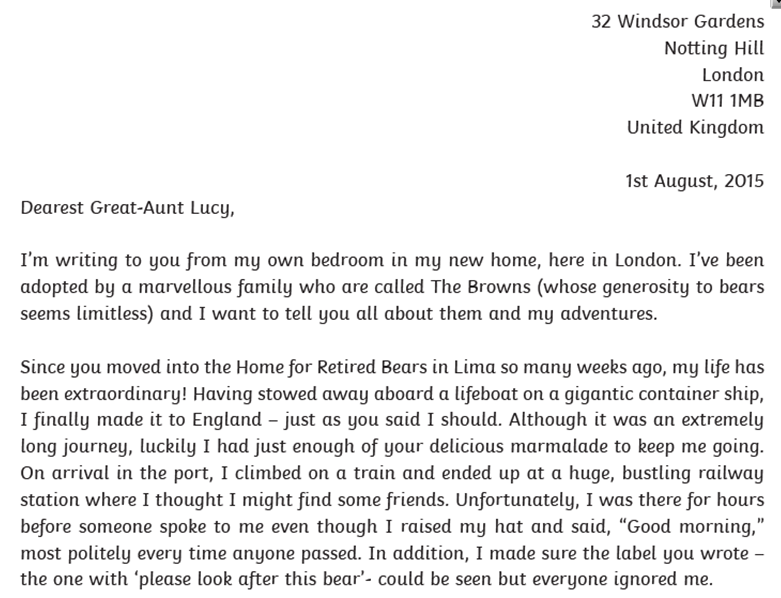 32 Windsor Gardens
Notting Hill
London
W11 1MB
United Kingdom
1st August, 2015
Dearest Great-Aunt Lucy,
I’m writing to you from my own bedroom in my new home, here in London. I’ve been
adopted by a marvellous family who are called The Browns (whose generosity to bears
seems limitless) and I want to tell you all about them and my adventures.
Since you moved into the Home for Retired Bears in Lima so many weeks ago, my life has
been extraordinary! Having stowed away aboard a lifeboat on a gigantic container ship,
I finally made it to England – just as you said I should. Although it was an extremely
long journey, luckily I had just enough of your delicious marmalade to keep me going.
On arrival in the port, I climbed on a train and ended up at a huge, bustling railway
station where I thought I might find some friends. Unfortunately, I was there for hours
before someone spoke to me even though I raised my hat and said, “Good morning,”
most politely every time anyone passed. In addition, I made sure the label you wrote –
the one with ‘please look after this bear’- could be seen but everyone ignored me.